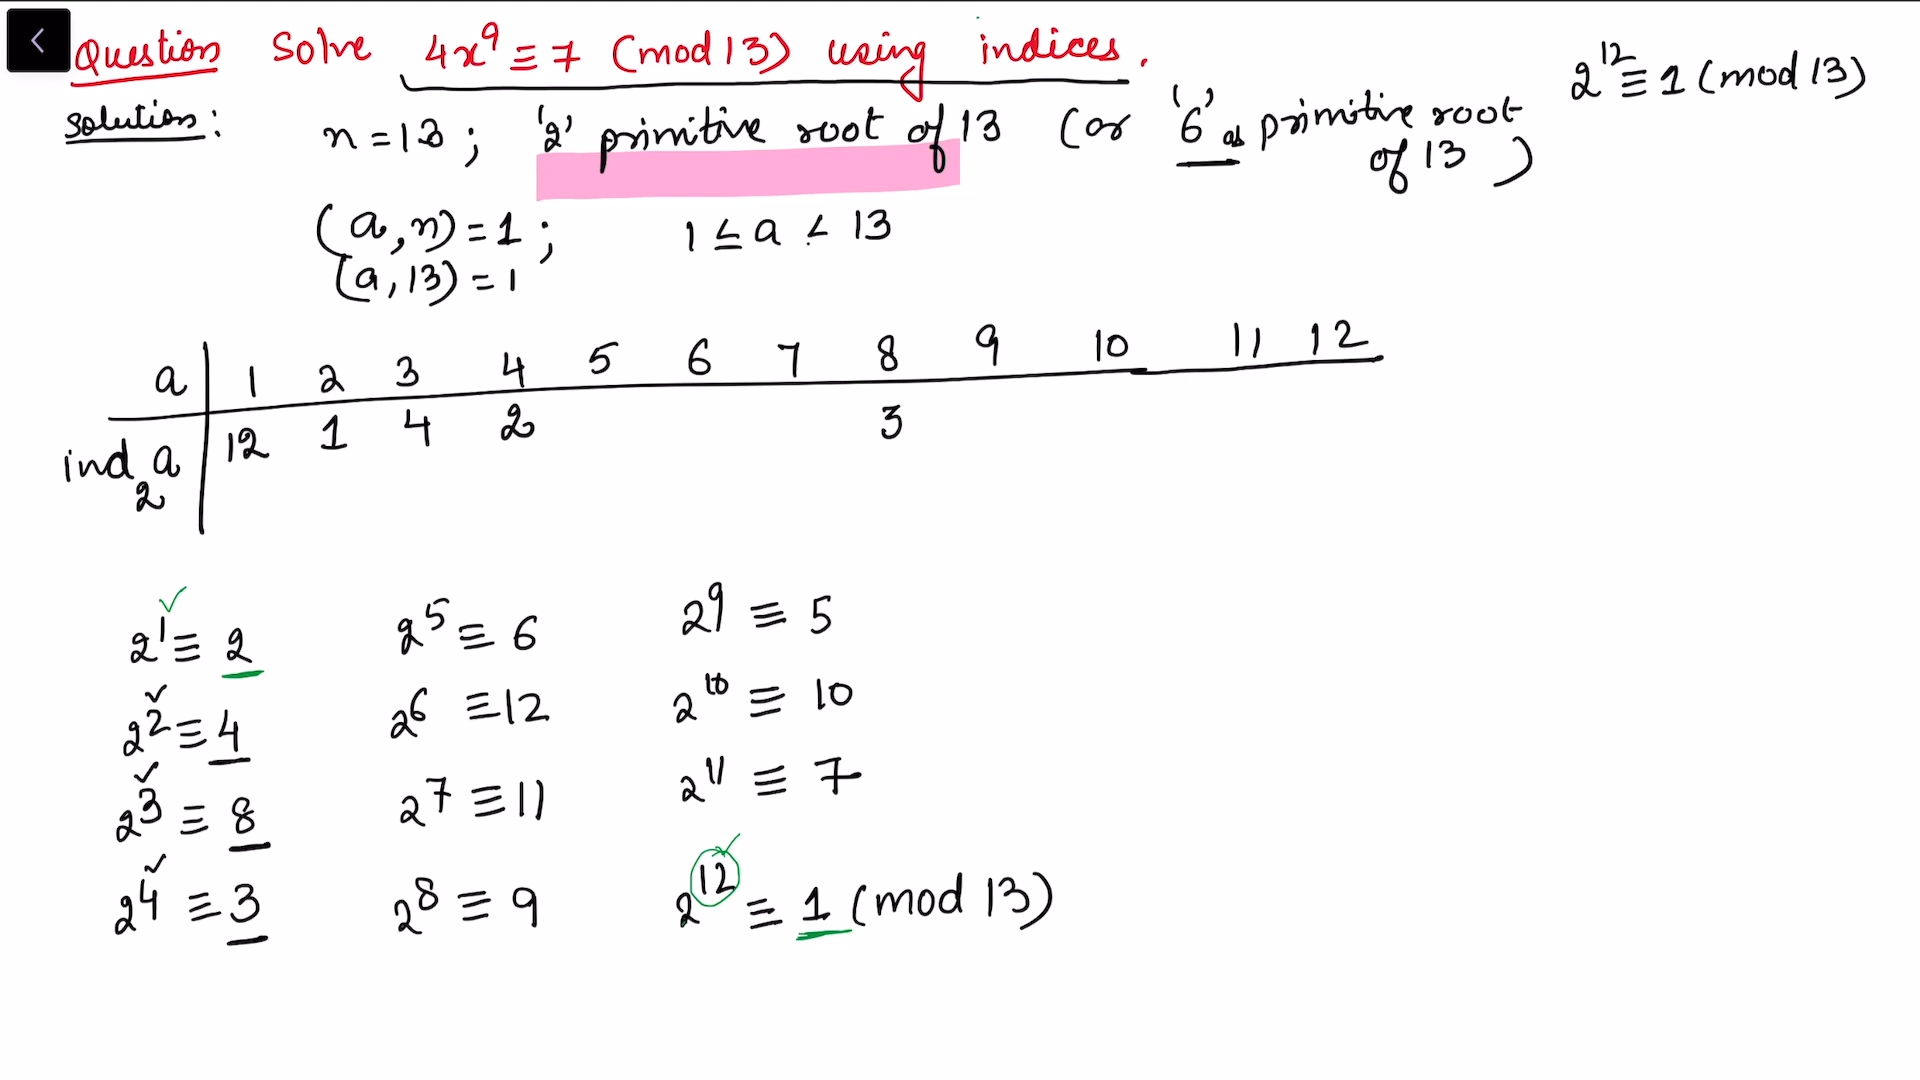 Question Solve 4x⁹ ≡ 7 (mod 13) using indices.
2¹² ≡ 1 (mod 13)
Solution: n = 13 ; '2' primitive root of 13 (or '6' as primitive root of 13 )
(a, n) = 1 ; 1 ≤ a < 13
(a, 13) = 1
a | 1 2 3 4 5 6 7 8 9 10 11 12
ind₂ a | 12 1 4 2 3
2¹ ≡ 2 2⁵ ≡ 6 2⁹ ≡ 5
2² ≡ 4 2⁶ ≡ 12 2¹⁰ ≡ 10
2³ ≡ 8 2⁷ ≡ 11 2¹¹ ≡ 7
2⁴ ≡ 3 2⁸ ≡ 9 2¹² ≡ 1 (mod 13)